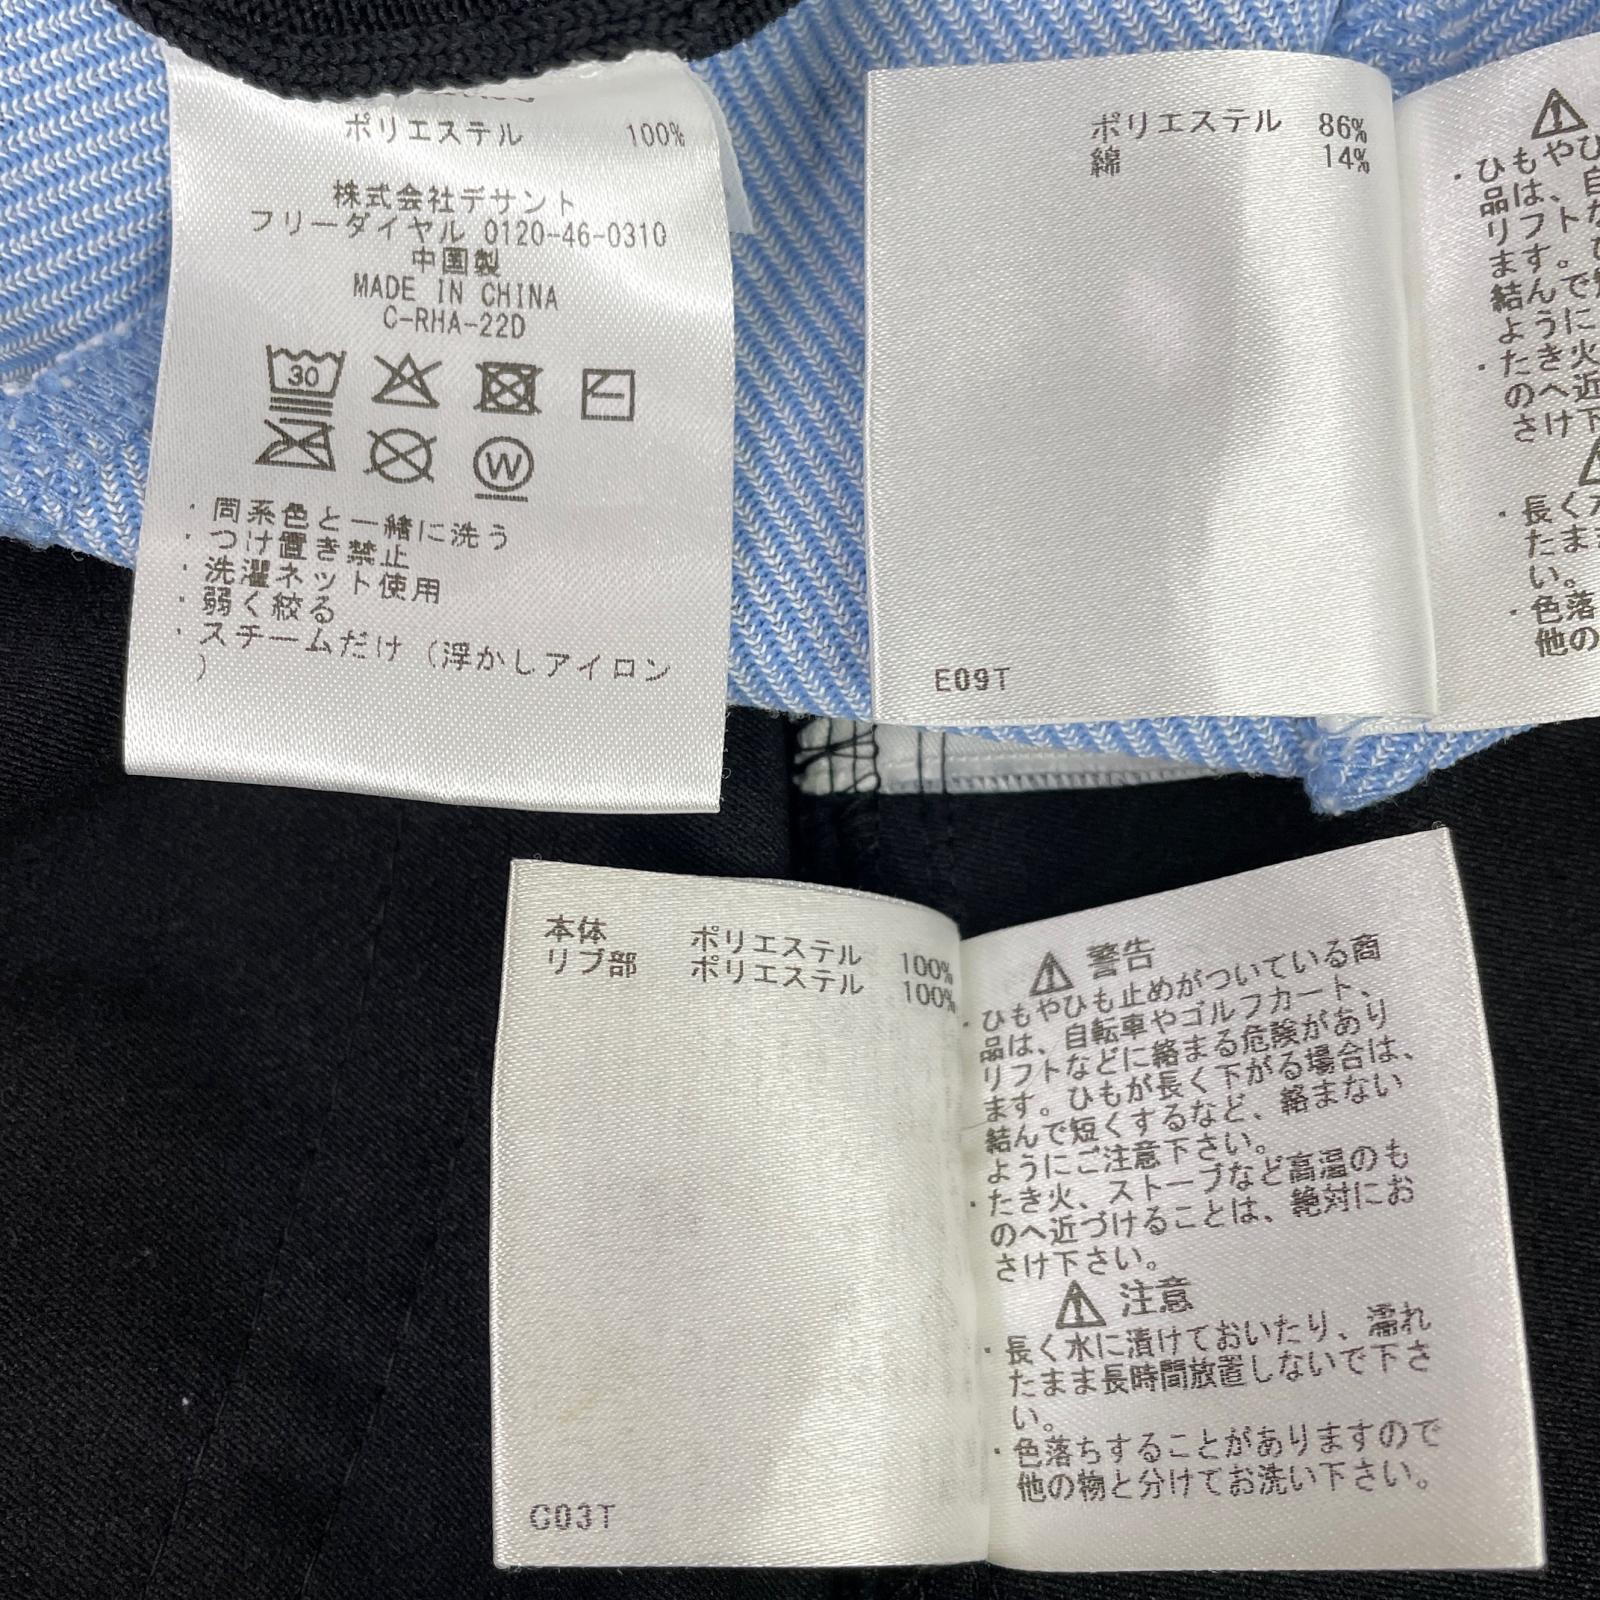 ポリエステル 100%
株式会社デサント
フリーダイヤル 0120-46-0310
中国製
MADE IN CHINA
C-RHA-22D
30
W
・同系色と一緒に洗う
・つけ置き禁止
・洗濯ネット使用
・弱く絞る
・スチームだけ（浮かしアイロン
）
ポリエステル 86%
綿 14%
E09T
・ひもやひ
品は、自
リフト
ます。
結んで
ように
・たき火
のへ近
さけ下
・長く
たま
い。
・色落
他の
本体 ポリエステル 100%
リブ部 ポリエステル 100%
C03T
警告
・ひもやひも止めがついている商
品は、自転車やゴルフカート、
リフトなどに絡まる危険があり
ます。ひもが長く下がる場合は、
結んで短くするなど、絡まない
ようにご注意下さい。
・たき火、ストーブなど高温のも
のへ近づけることは、絶対にお
さけ下さい。
注意
・長く水に漬けておいたり、濡れ
たまま長時間放置しないで下さ
い。
・色落ちすることがありますので
他の物と分けてお洗い下さい。